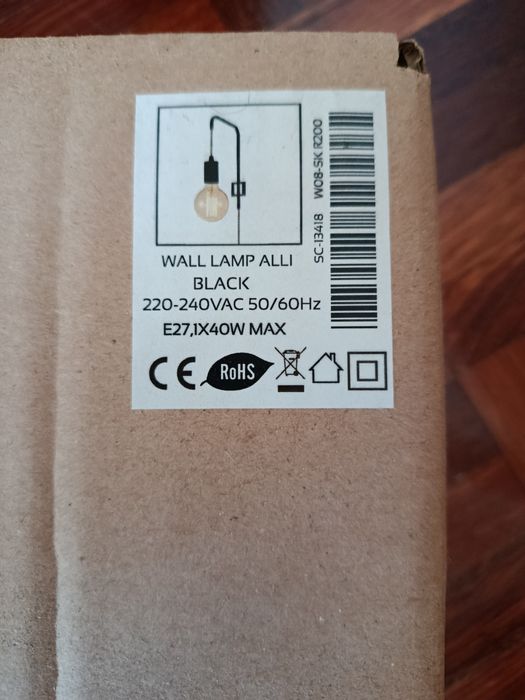 WALL LAMP ALLI
BLACK
220-240VAC 50/60Hz
E27,1X40W MAX
CE
RoHS
SC-13418 W08-SK R200